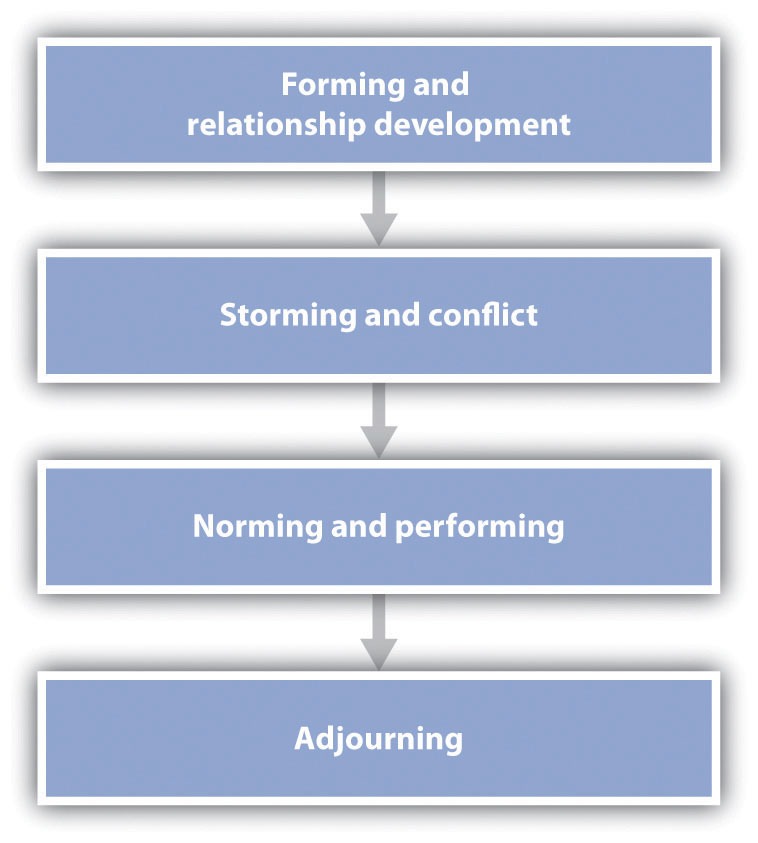 Forming and
relationship development
Storming and conflict
Norming and performing
Adjourning